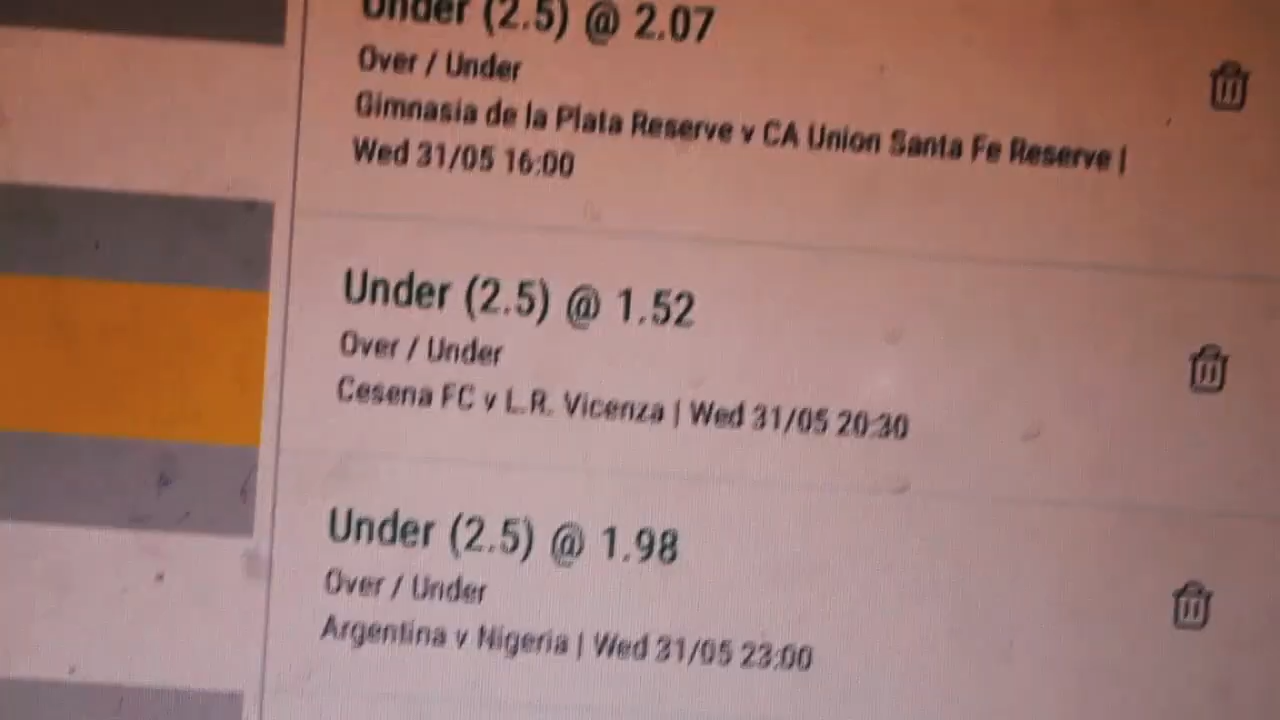 Under (2.5) @ 2.07
Over / Under
Gimnasia de la Plata Reserve v CA Union Santa Fe Reserve |
Wed 31/05 16:00
Under (2.5) @ 1.52
Over / Under
Cesena FC v L.R. Vicenza | Wed 31/05 20:30
Under (2.5) @ 1.98
Over / Under
Argentina v Nigeria | Wed 31/05 23:00